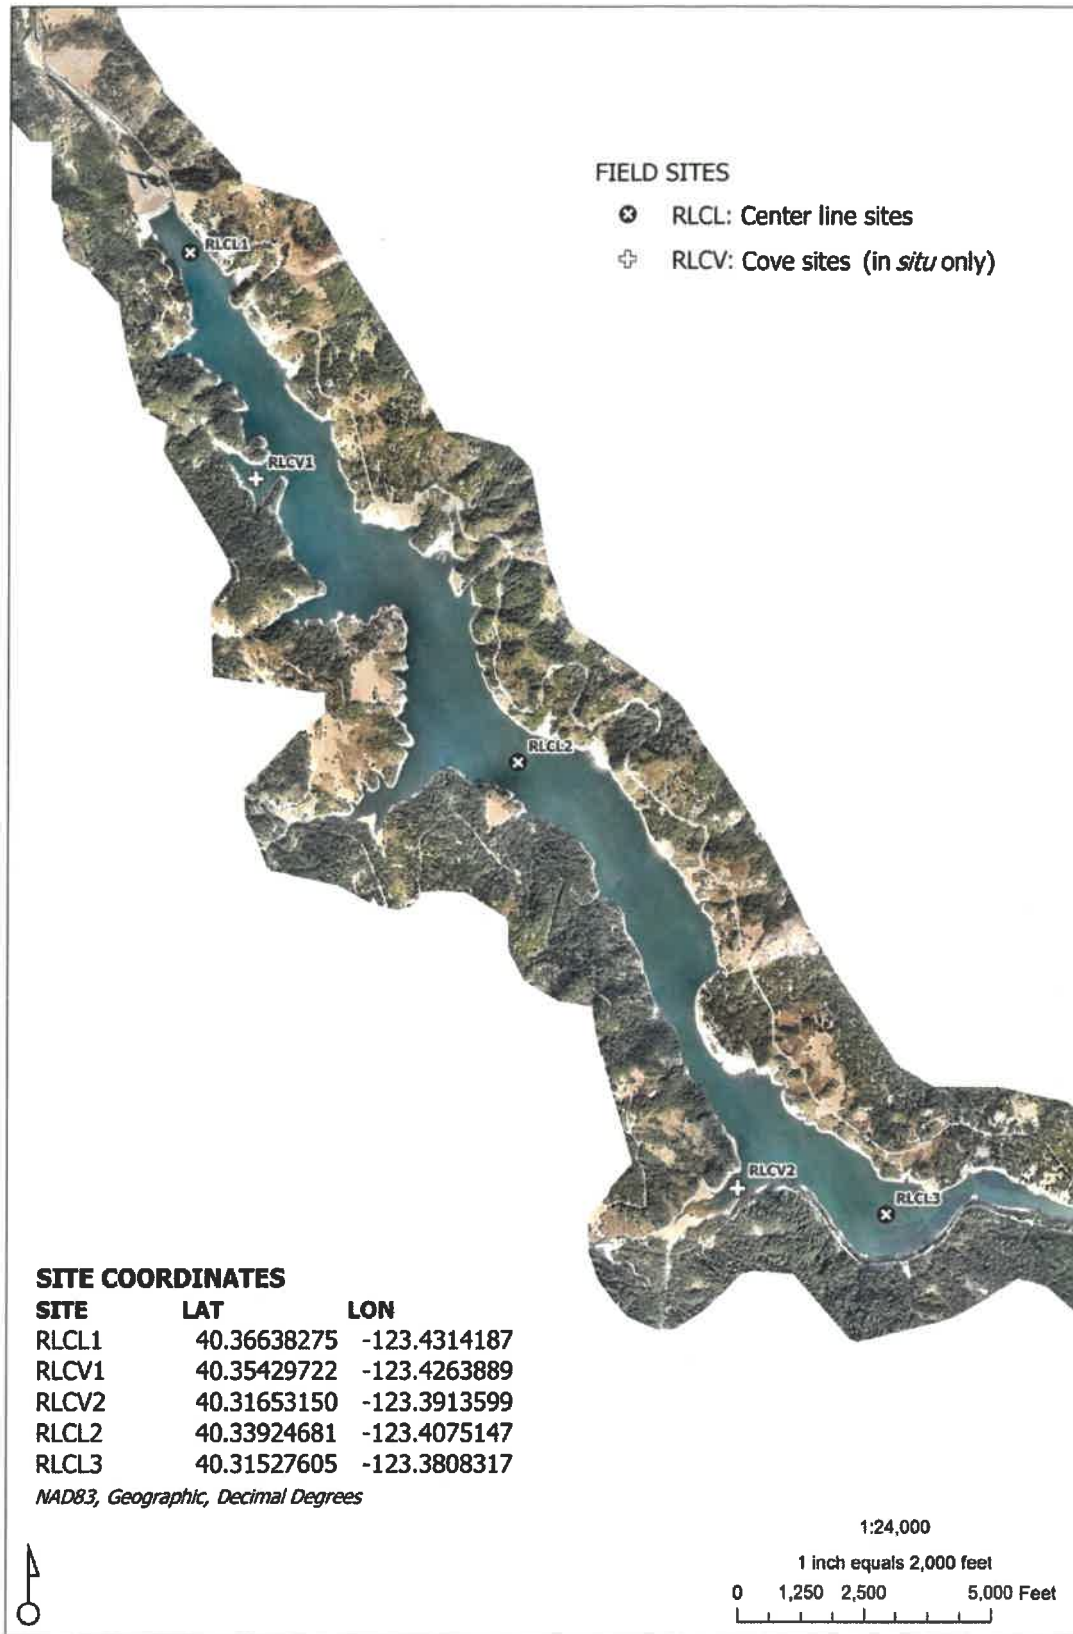 FIELD SITES
RLCL: Center line sites
RLCV: Cove sites (in situ only)
RLCL1
RLCV1
RLCL2
RLCV2
RLCL3
SITE COORDINATES
SITE LAT LON
RLCL1 40.36638275 -123.4314187
RLCV1 40.35429722 -123.4263889
RLCV2 40.31653150 -123.3913599
RLCL2 40.33924681 -123.4075147
RLCL3 40.31527605 -123.3808317
NAD83, Geographic, Decimal Degrees
1:24,000
1 inch equals 2,000 feet
0 1,250 2,500 5,000 Feet